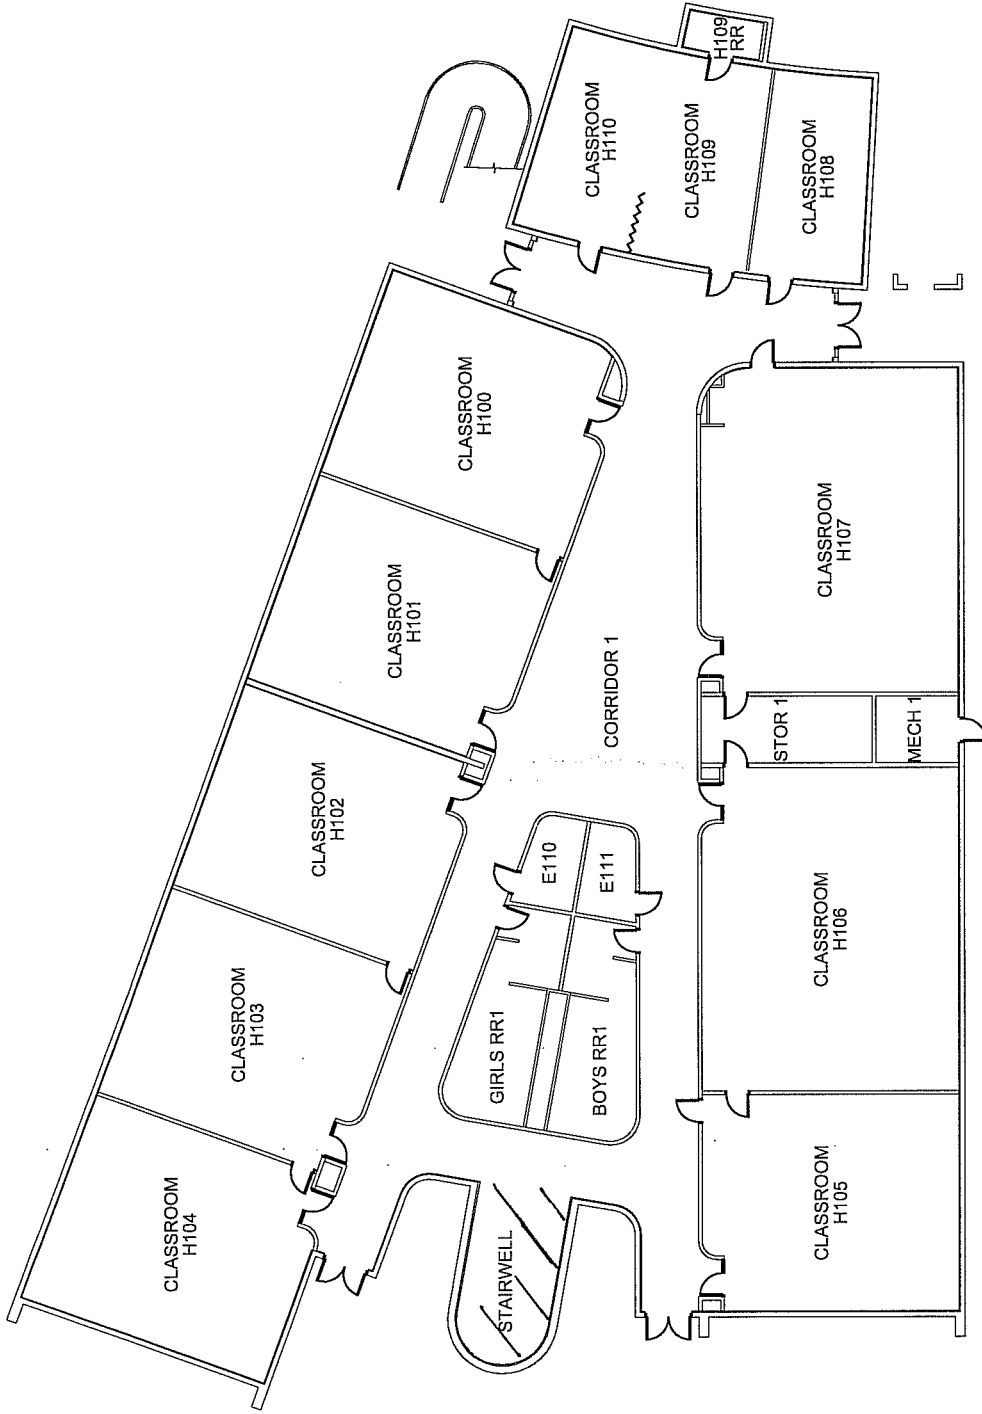 H109
RR
CLASSROOM
H110
CLASSROOM
H109
CLASSROOM
H108
CLASSROOM
H100
CLASSROOM
H101
CLASSROOM
H107
CORRIDOR 1
STOR 1
MECH 1
CLASSROOM
H102
E110
E111
CLASSROOM
H106
CLASSROOM
H103
GIRLS RR1
BOYS RR1
CLASSROOM
H104
STAIRWELL
CLASSROOM
H105